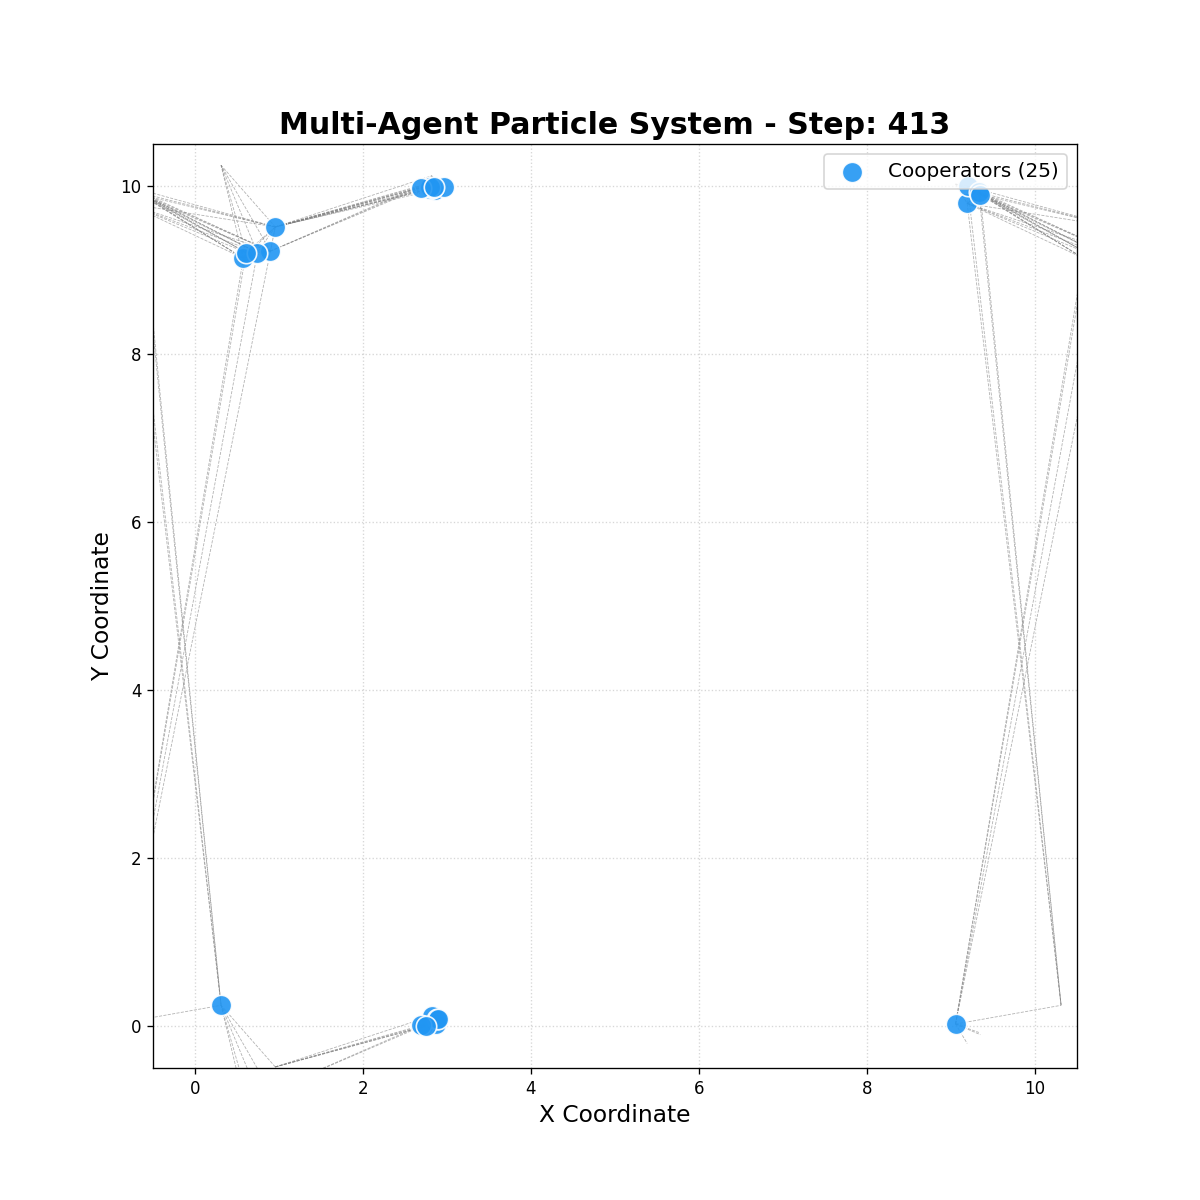 Multi-Agent Particle System - Step: 413
Cooperators (25)
10
8
6
4
2
0
Y Coordinate
0 2 4 6 8 10
X Coordinate